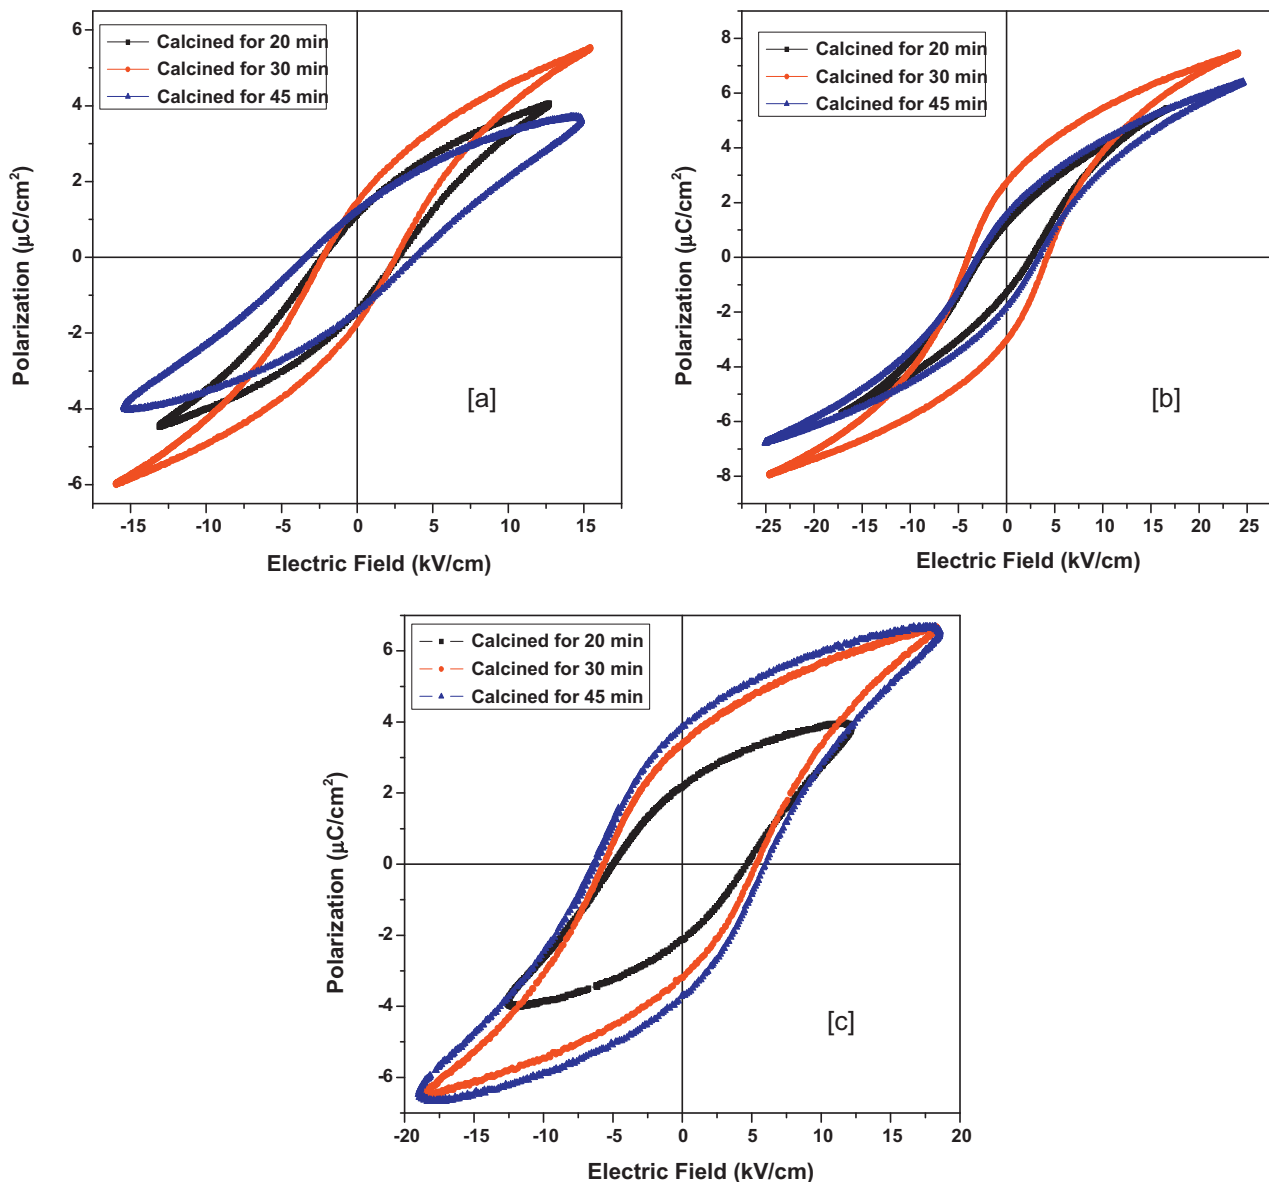 Calcined for 20 min
Calcined for 30 min
Calcined for 45 min
6
4
2
0
-2
-4
-6
Polarization (μC/cm²)
[a]
-15
-10
-5
0
5
10
15
Electric Field (kV/cm)
Calcined for 20 min
Calcined for 30 min
Calcined for 45 min
8
6
4
2
0
-2
-4
-6
-8
Polarization (μC/cm²)
[b]
-25
-20
-15
-10
-5
0
5
10
15
20
25
Electric Field (kV/cm)
Calcined for 20 min
Calcined for 30 min
Calcined for 45 min
6
4
2
0
-2
-4
-6
Polarization (μC/cm²)
[c]
-20
-15
-10
-5
0
5
10
15
20
Electric Field (kV/cm)